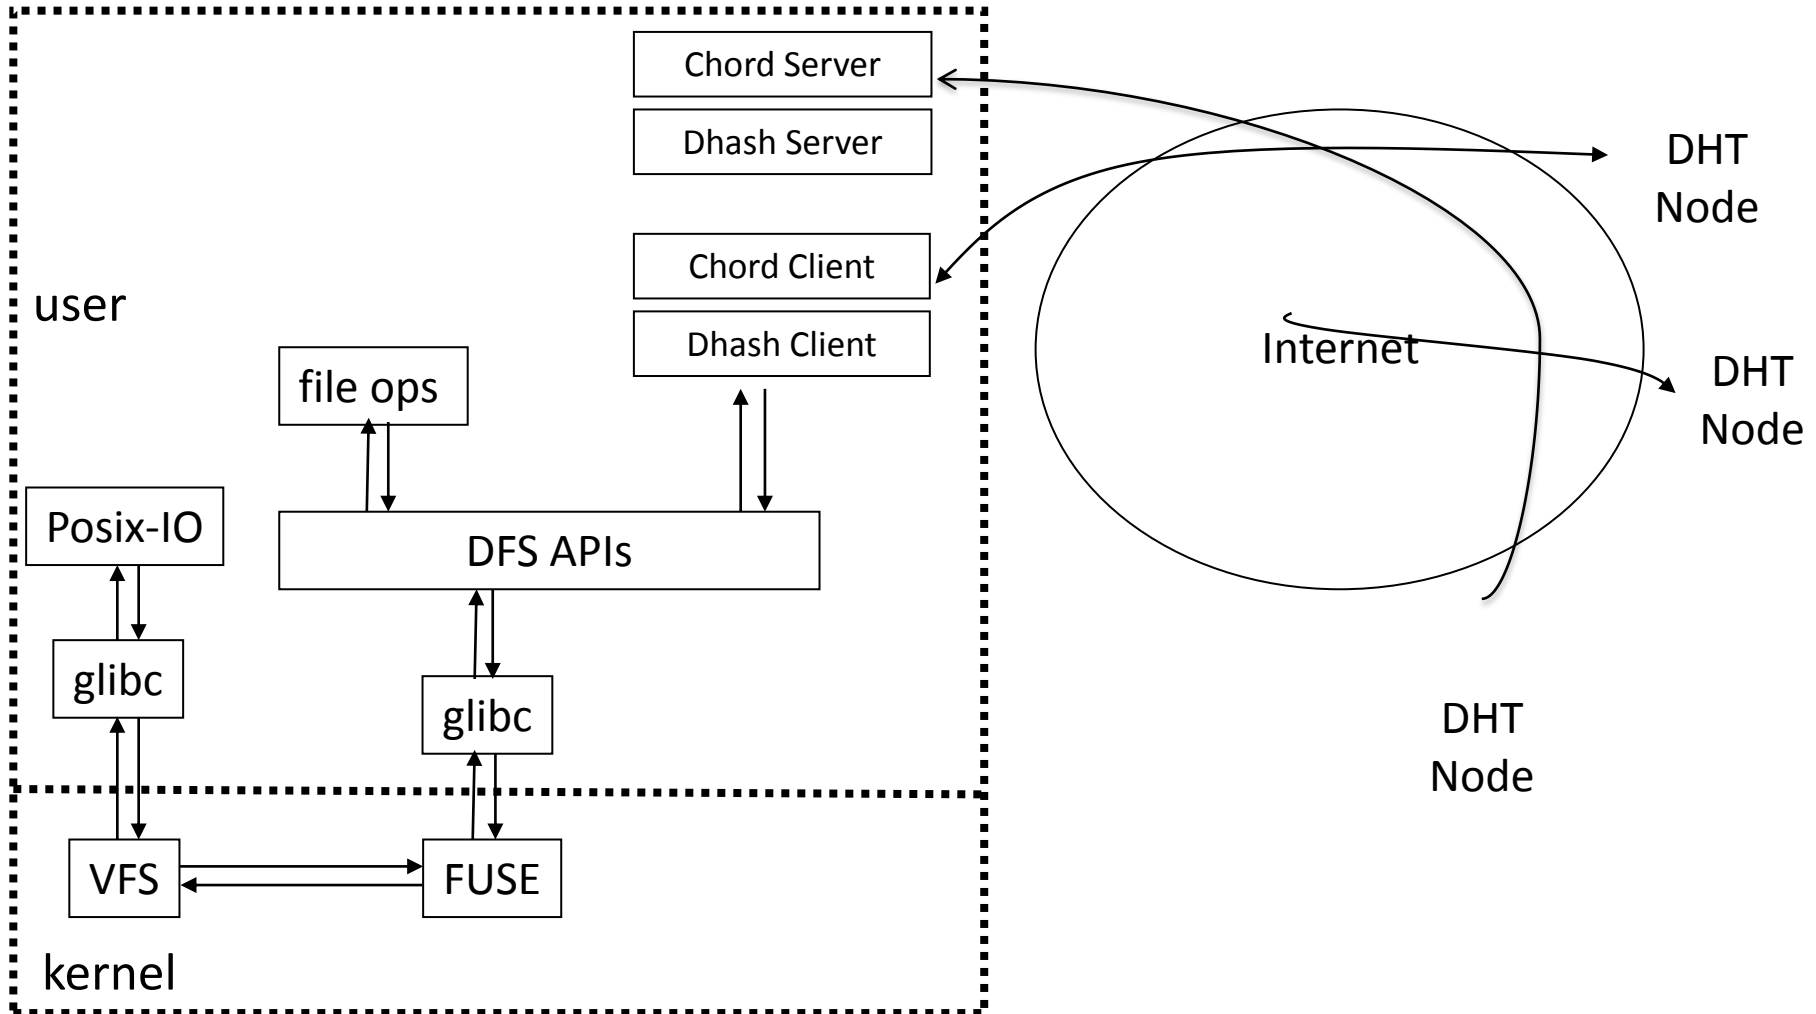 Chord Server
Dhash Server
DHT
Node
Chord Client
user
Dhash Client
Internet
file ops
DHT
Node
Posix-IO
DFS APIs
glibc
glibc
DHT
Node
VFS
FUSE
kernel